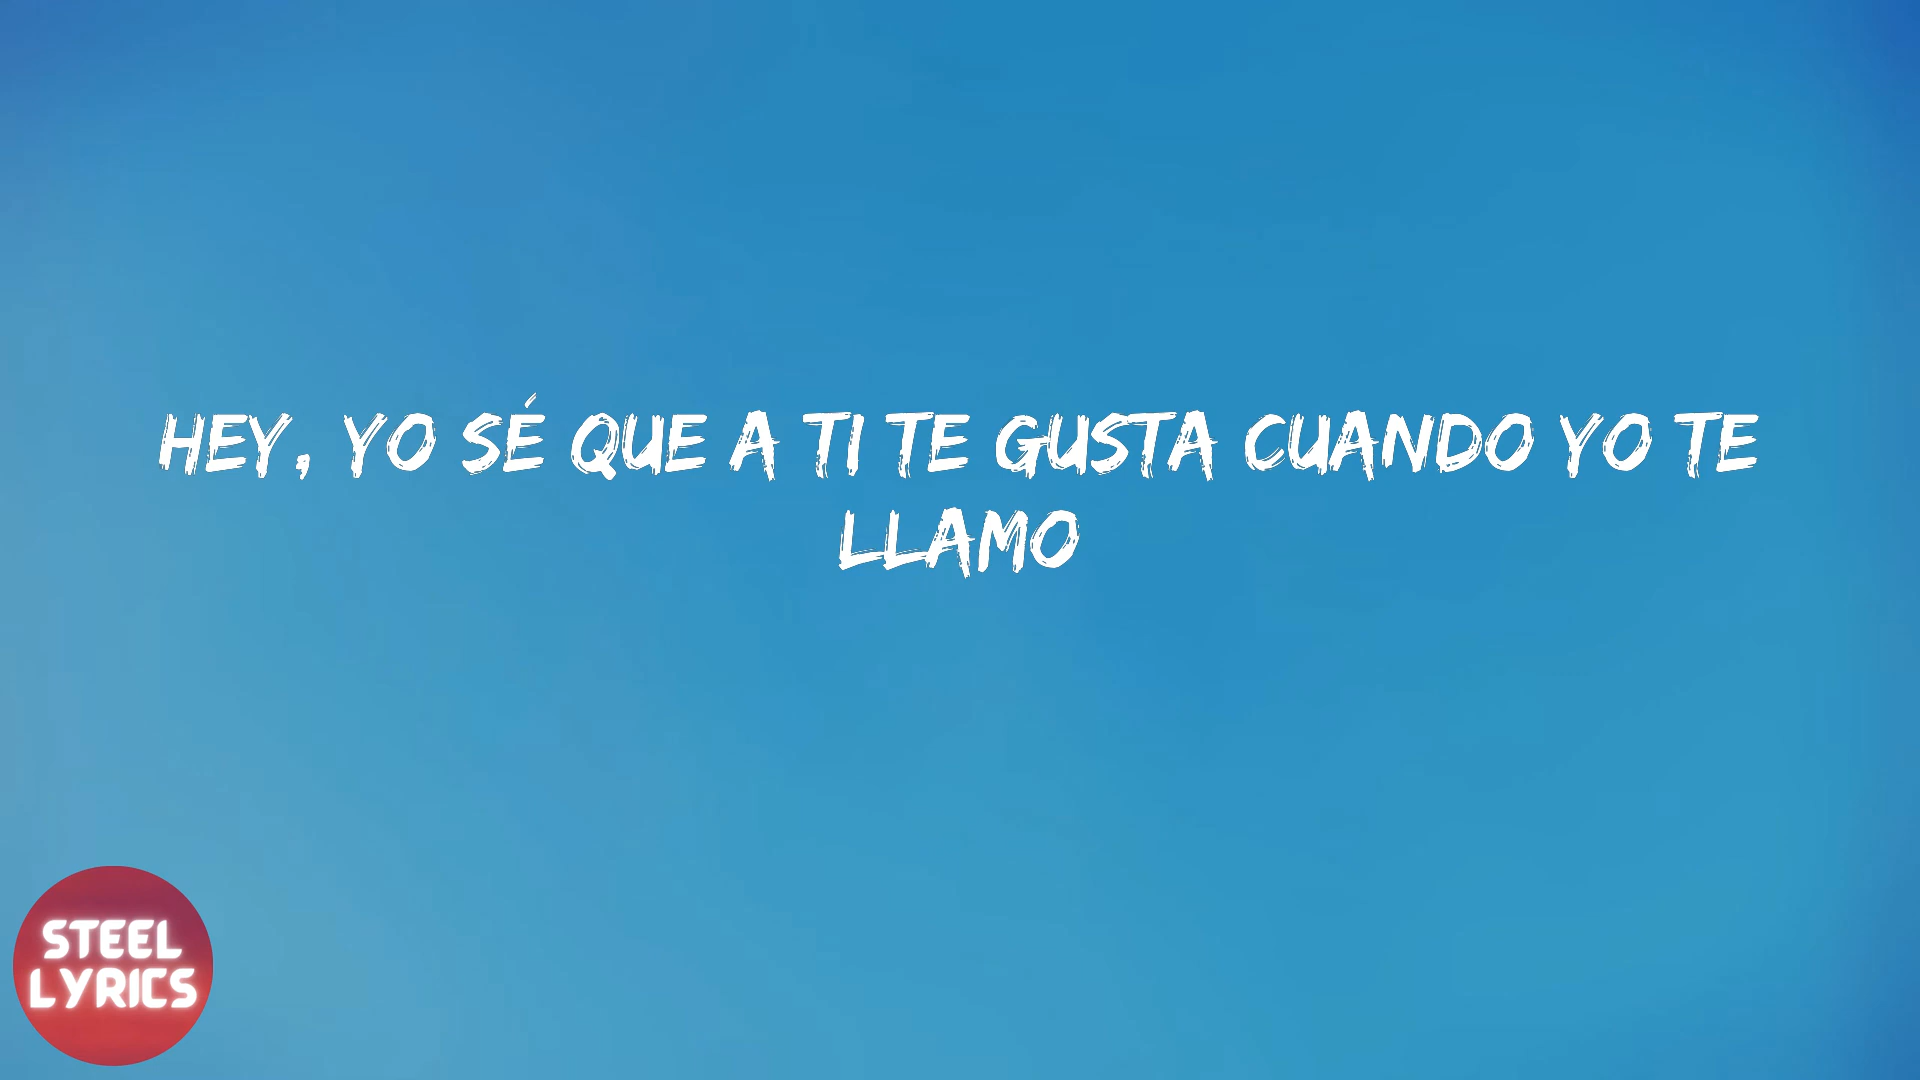 HEY, YO SÉ QUE A TI TE GUSTA CUANDO YO TE
LLAMO
STEEL
LYRICS